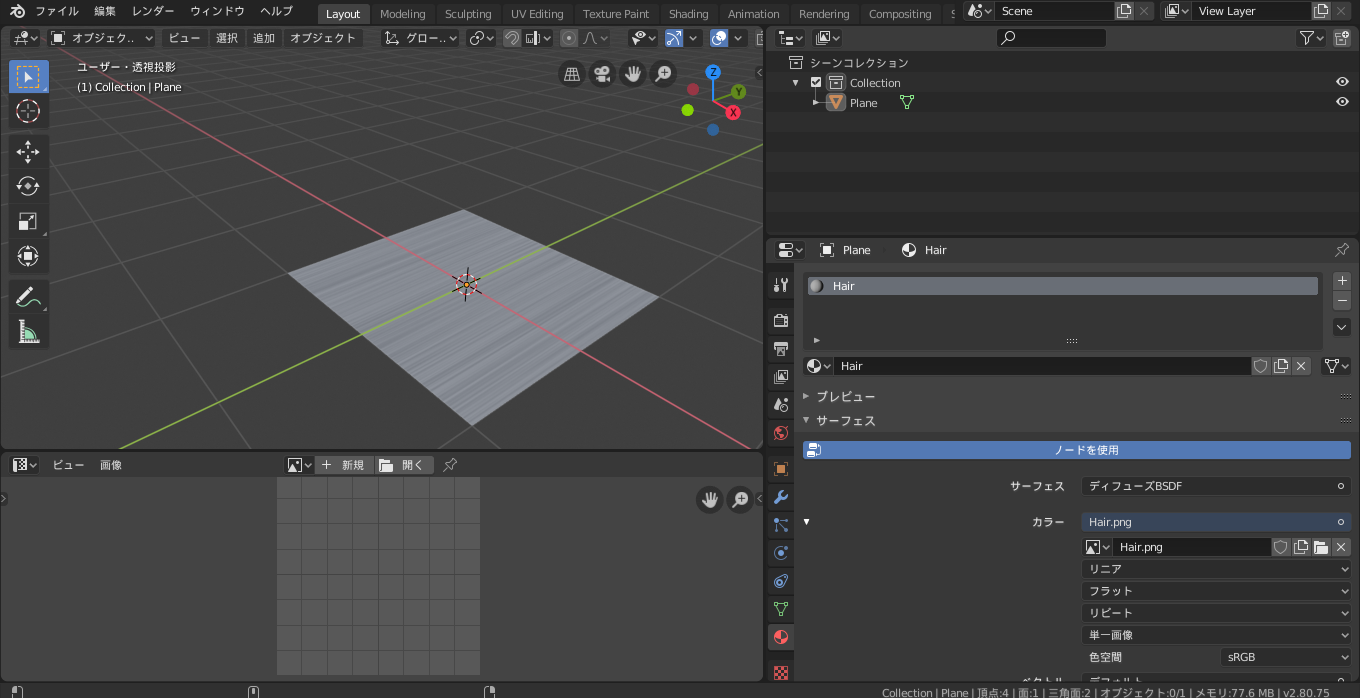 ファイル 編集 レンダー ウィンドウ ヘルプ Layout Modeling Sculpting UV Editing Texture Paint Shading Animation Rendering Compositing Scene View Layer
オブジェク.. ビュー 選択 追加 オブジェクト グロー..
ユーザー・透視投影
(1) Collection | Plane
Z
Y
X
シーンコレクション
Collection
Plane
Plane Hair
Hair
Hair
プレビュー
サーフェス
ノードを使用
サーフェス ディフューズBSDF
カラー Hair.png
Hair.png
リニア
フラット
リピート
単一画像
色空間 sRGB
ベクトル デフォルト
ビュー 画像 新規 開く
Collection | Plane | 頂点:4 | 面:1 | 三角面:2 | オブジェクト:0/1 | メモリ:77.6 MB | v2.80.75